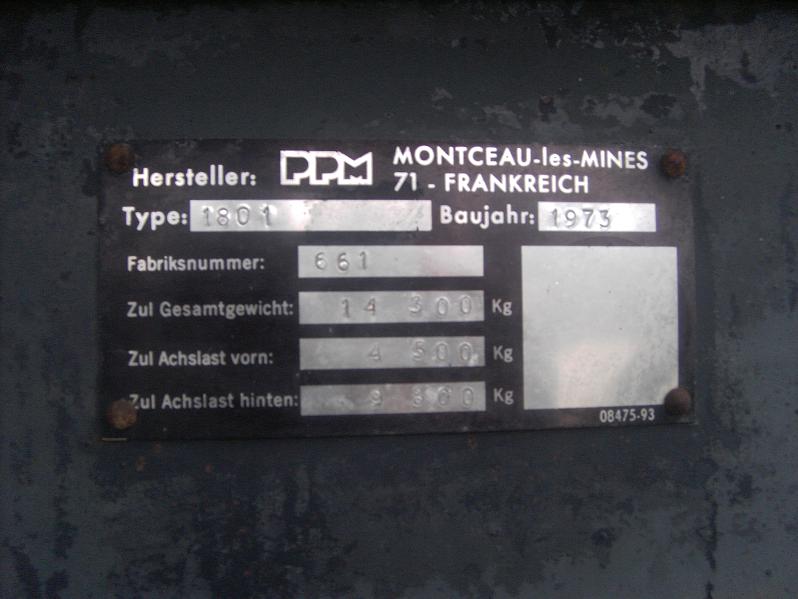 Hersteller: PPM MONTCEAU-les-MINES
71 - FRANKREICH
Type: 1801 Baujahr: 1973
Fabriksnummer: 661
Zul Gesamtgewicht: 14 300 Kg
Zul Achslast vorn: 4 500 Kg
Zul Achslast hinten: 9 800 Kg
08475-93